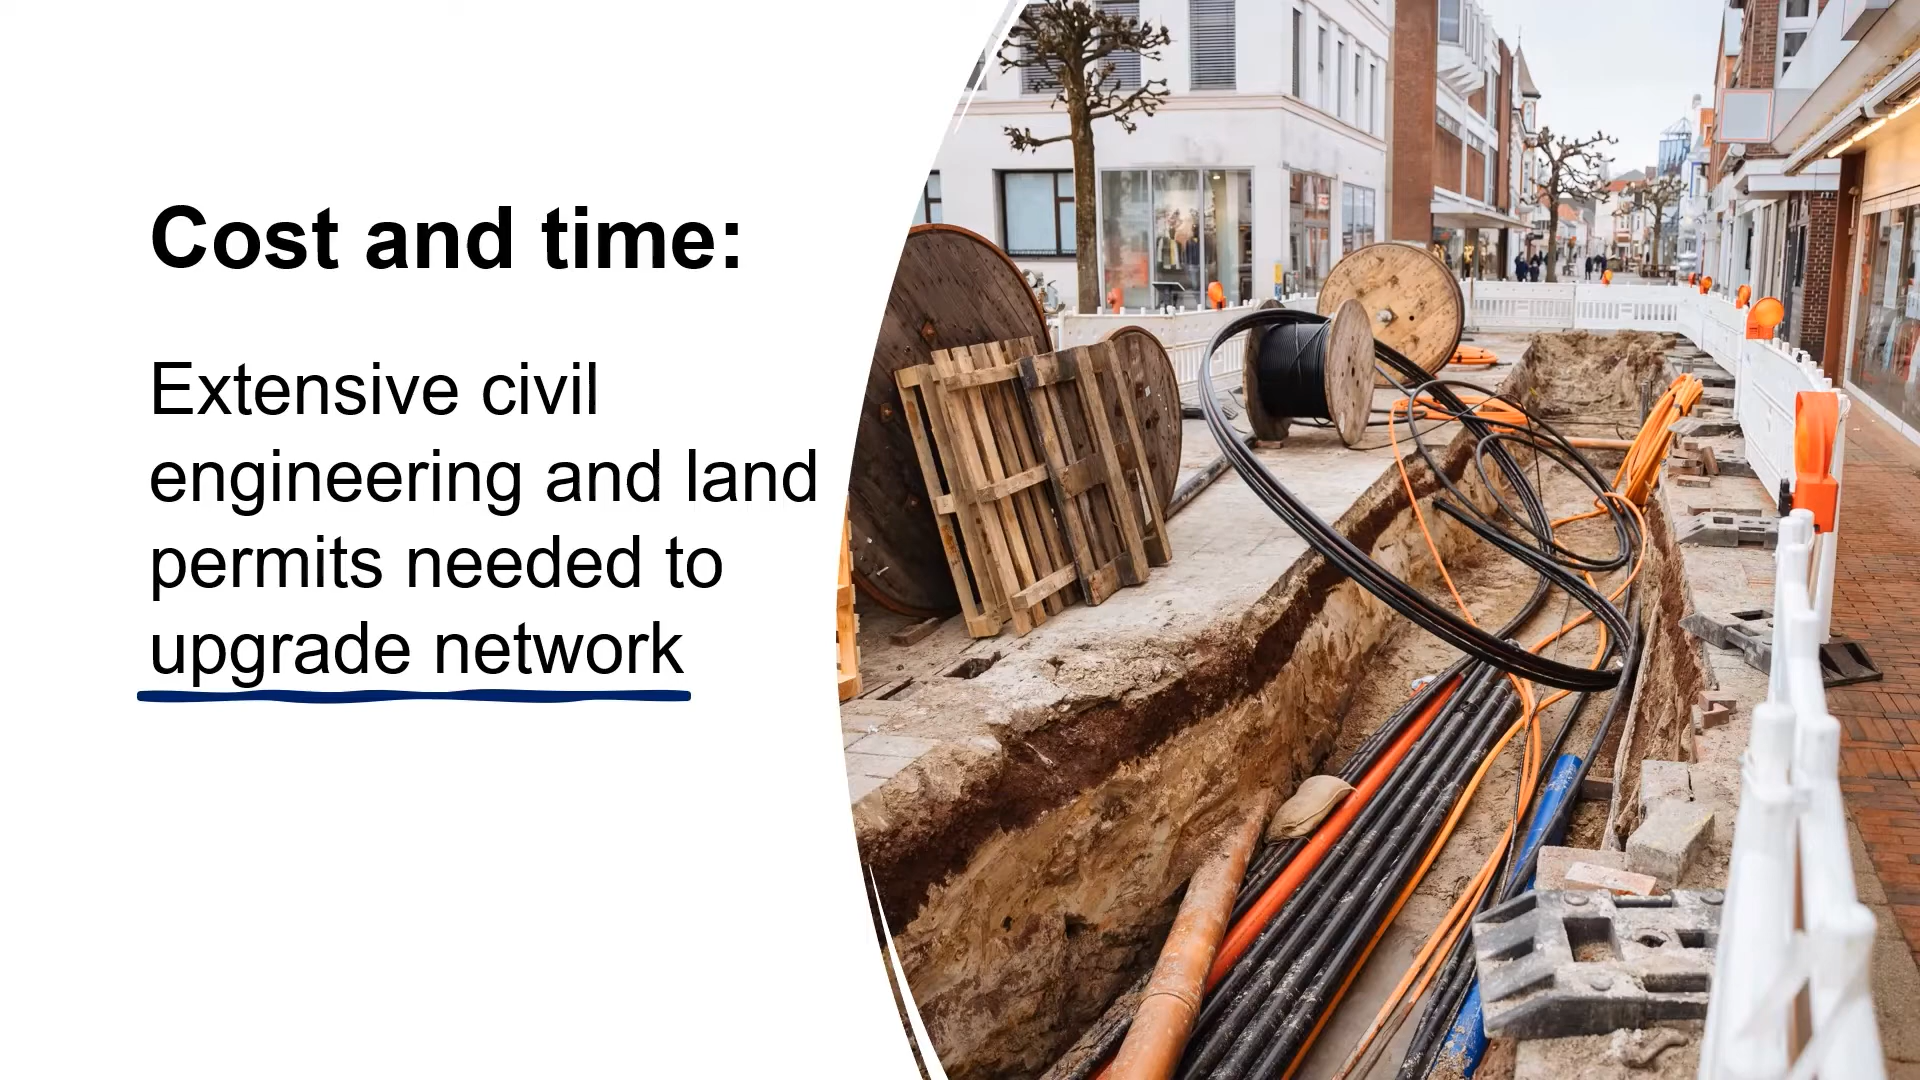 Cost and time:
Extensive civil
engineering and land
permits needed to
upgrade network